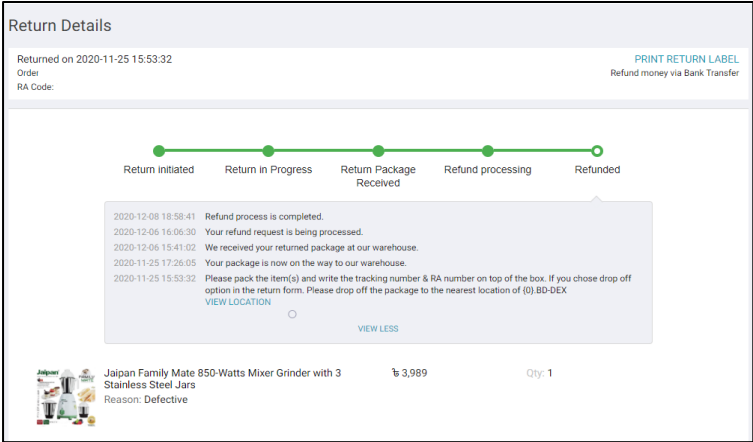 Return Details
Returned on 2020-11-25 15:53:32
PRINT RETURN LABEL
Order
Refund money via Bank Transfer
RA Code:
Return initiated
Return in Progress
Return Package
Received
Refund processing
Refunded
2020-12-08 18:58:41 Refund process is completed.
2020-12-06 16:06:30 Your refund request is being processed.
2020-12-06 15:41:02 We received your returned package at our warehouse.
2020-11-25 17:26:05 Your package is now on the way to our warehouse.
2020-11-25 15:53:32 Please pack the item(s) and write the tracking number & RA number on top of the box. If you chose drop off
option in the return form. Please drop off the package to the nearest location of {0}.BD-DEX
VIEW LOCATION
VIEW LESS
Jaipan
Jaipan Family Mate 850-Watts Mixer Grinder with 3
Stainless Steel Jars
৳ 3,989
Qty: 1
Reason: Defective